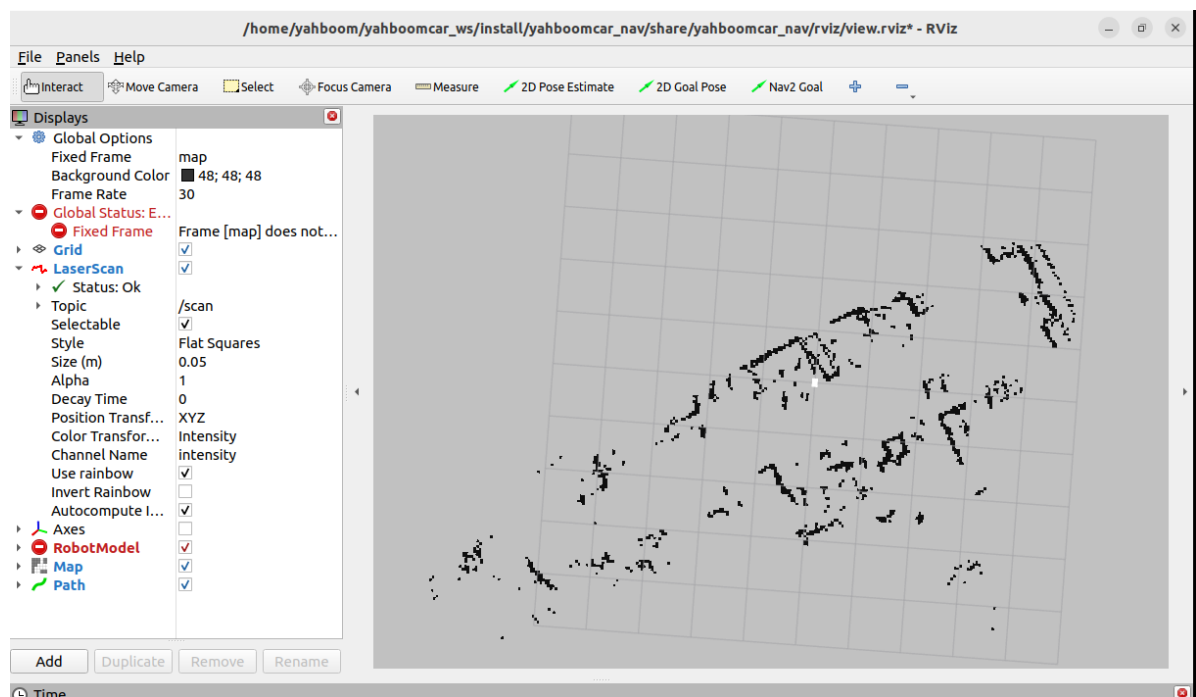 /home/yahboom/yahboomcar_ws/install/yahboomcar_nav/share/yahboomcar_nav/rviz/view.rviz* - RViz
File Panels Help
Interact Move Camera Select Focus Camera Measure 2D Pose Estimate 2D Goal Pose Nav2 Goal
Displays
Global Options
Fixed Frame map
Background Color 48; 48; 48
Frame Rate 30
Global Status: E...
Fixed Frame Frame [map] does not...
Grid
LaserScan
Status: Ok
Topic /scan
Selectable
Style Flat Squares
Size (m) 0.05
Alpha 1
Decay Time 0
Position Transf... XYZ
Color Transfor... Intensity
Channel Name intensity
Use rainbow
Invert Rainbow
Autocompute I...
Axes
RobotModel
Map
Path
Add Duplicate Remove Rename
Time